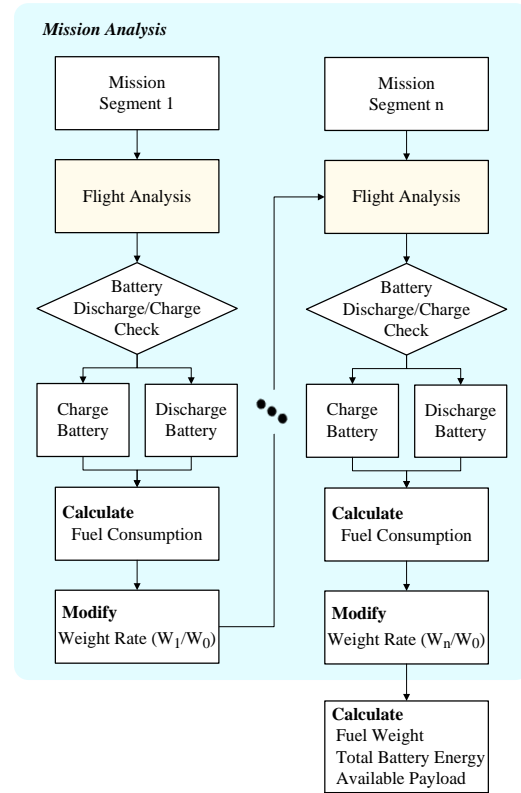 Mission Analysis
Mission
Segment 1
Flight Analysis
Battery
Discharge/Charge
Check
Charge
Battery
Discharge
Battery
Calculate
Fuel Consumption
Modify
Weight Rate (W1/W0)
Mission
Segment n
Flight Analysis
Battery
Discharge/Charge
Check
Charge
Battery
Discharge
Battery
Calculate
Fuel Consumption
Modify
Weight Rate (Wn/W0)
Calculate
Fuel Weight
Total Battery Energy
Available Payload